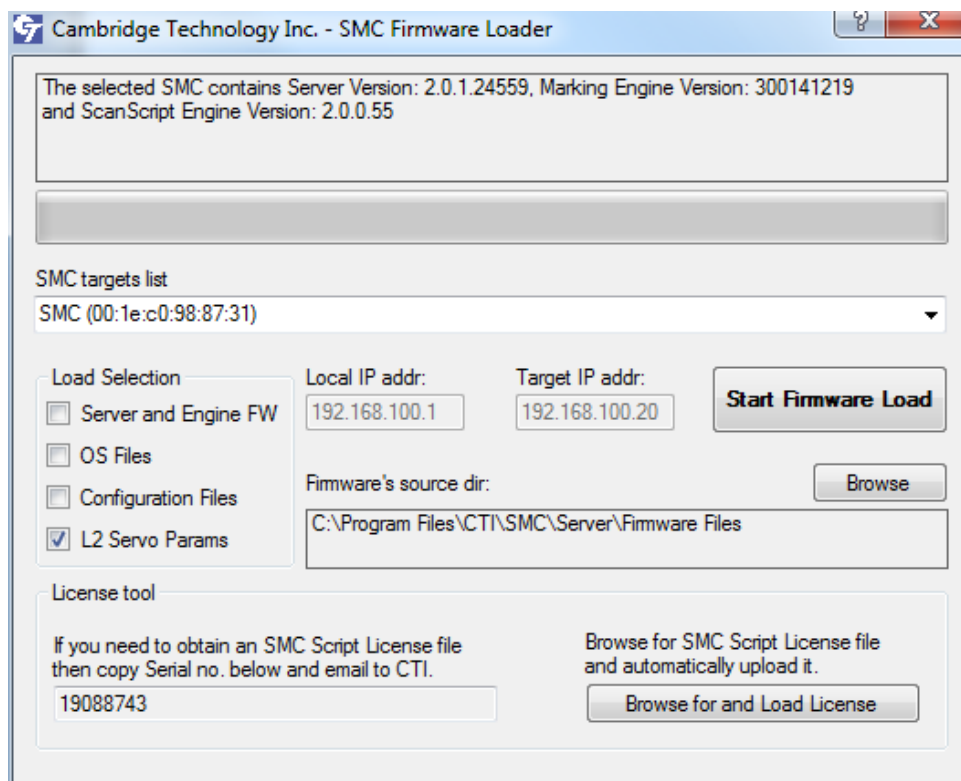 Cambridge Technology Inc. - SMC Firmware Loader
The selected SMC contains Server Version: 2.0.1.24559, Marking Engine Version: 300141219
and ScanScript Engine Version: 2.0.0.55
SMC targets list
SMC (00:1e:c0:98:87:31)
Load Selection
Server and Engine FW
OS Files
Configuration Files
L2 Servo Params
Local IP addr:
192.168.100.1
Target IP addr:
192.168.100.20
Start Firmware Load
Firmware's source dir:
Browse
C:\Program Files\CTI\SMC\Server\Firmware Files
License tool
If you need to obtain an SMC Script License file
then copy Serial no. below and email to CTI.
19088743
Browse for SMC Script License file
and automatically upload it.
Browse for and Load License